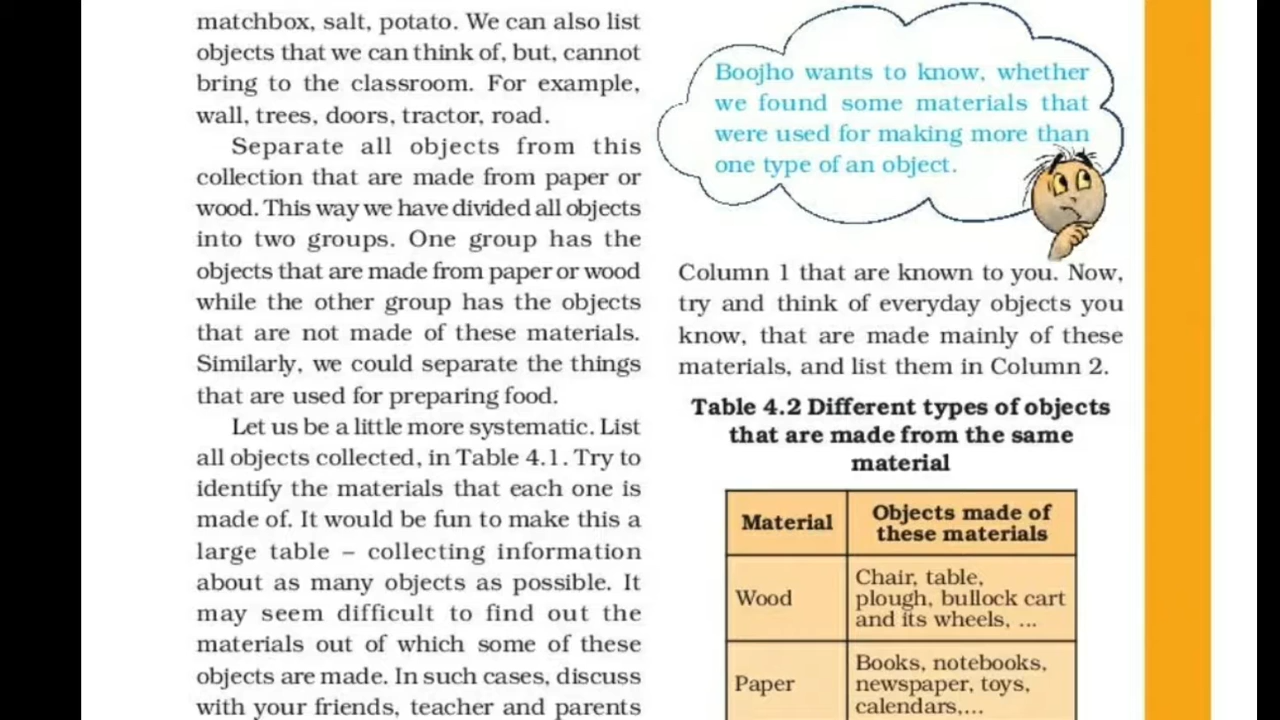 matchbox, salt, potato. We can also list
objects that we can think of, but, cannot
bring to the classroom. For example,
wall, trees, doors, tractor, road.
Separate all objects from this
collection that are made from paper or
wood. This way we have divided all objects
into two groups. One group has the
objects that are made from paper or wood
while the other group has the objects
that are not made of these materials.
Similarly, we could separate the things
that are used for preparing food.
Let us be a little more systematic. List
all objects collected, in Table 4.1. Try to
identify the materials that each one is
made of. It would be fun to make this a
large table – collecting information
about as many objects as possible. It
may seem difficult to find out the
materials out of which some of these
objects are made. In such cases, discuss
with your friends, teacher and parents
Boojho wants to know, whether
we found some materials that
were used for making more than
one type of an object.
Column 1 that are known to you. Now,
try and think of everyday objects you
know, that are made mainly of these
materials, and list them in Column 2.
Table 4.2 Different types of objects
that are made from the same
material
Material
Objects made of
these materials
Wood
Chair, table,
plough, bullock cart
and its wheels, ...
Paper
Books, notebooks,
newspaper, toys,
calendars,...